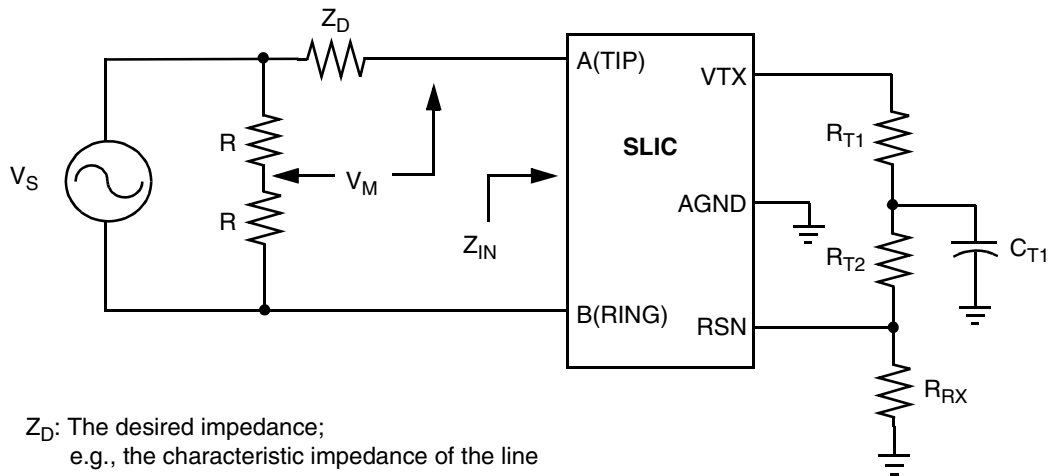 Z_D
A(TIP)
VTX
R
R_T1
V_S
V_M
SLIC
R
AGND
Z_IN
R_T2
C_T1
B(RING)
RSN
R_RX
Z_D: The desired impedance;
e.g., the characteristic impedance of the line